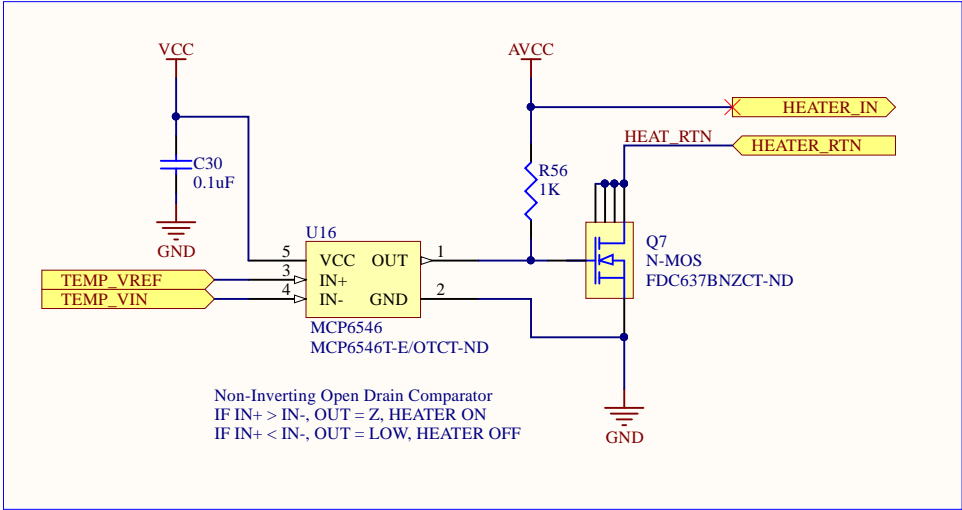 VCC
AVCC
HEATER_IN
HEAT_RTN
HEATER_RTN
C30
0.1uF
R56
1K
GND
U16
5
VCC
OUT
1
Q7
N-MOS
FDC637BNZCT-ND
TEMP_VREF
3
IN+
TEMP_VIN
4
IN-
GND
2
MCP6546
MCP6546T-E/OTCT-ND
Non-Inverting Open Drain Comparator
IF IN+ > IN-, OUT = Z, HEATER ON
IF IN+ < IN-, OUT = LOW, HEATER OFF
GND